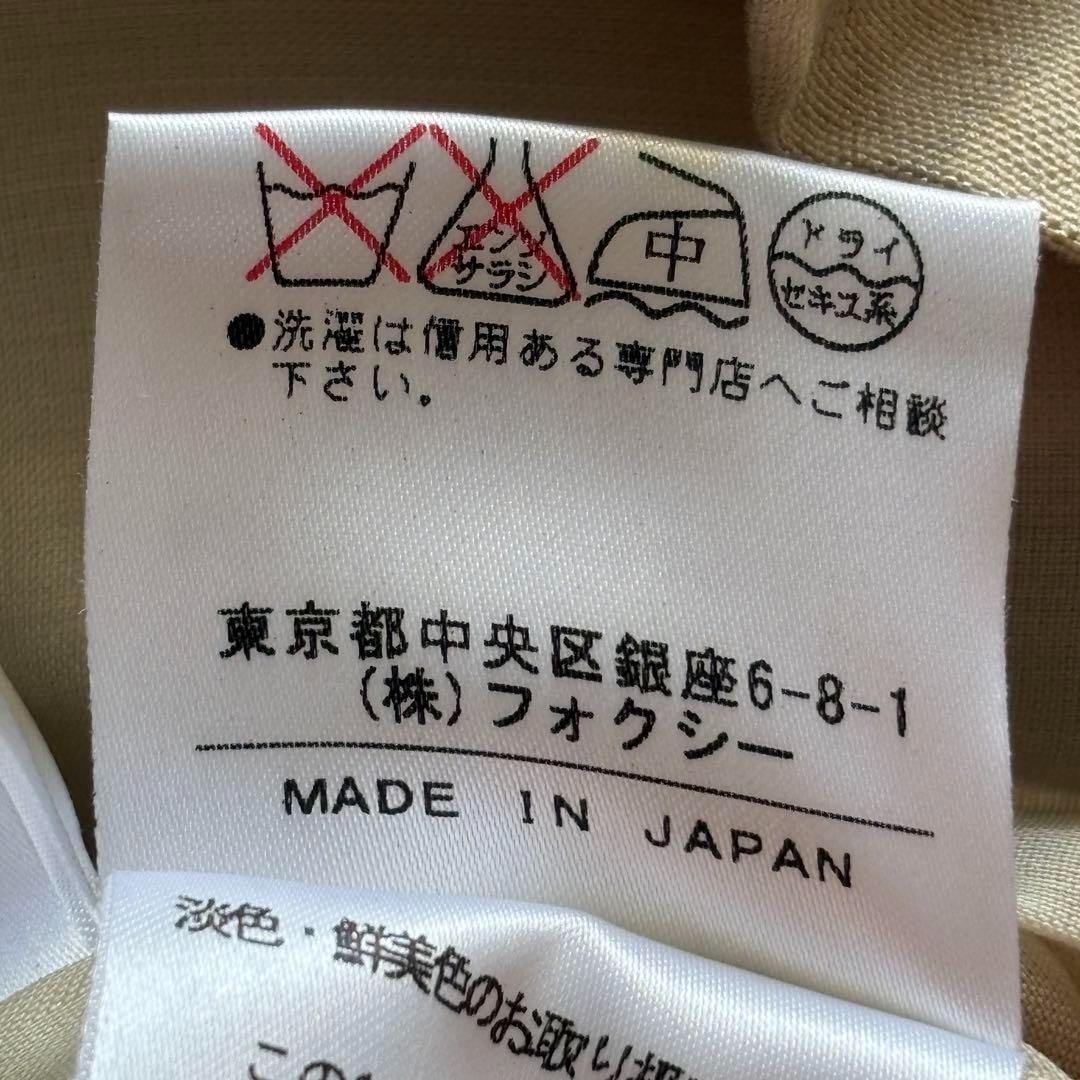 エンソ
サラシ
中
ドライ
セキユ系
●洗濯は信用ある専門店へご相談
下さい。
東京都中央区銀座6-8-1
(株)フォクシー
MADE IN JAPAN
淡色・鮮美色のお取り扱
この